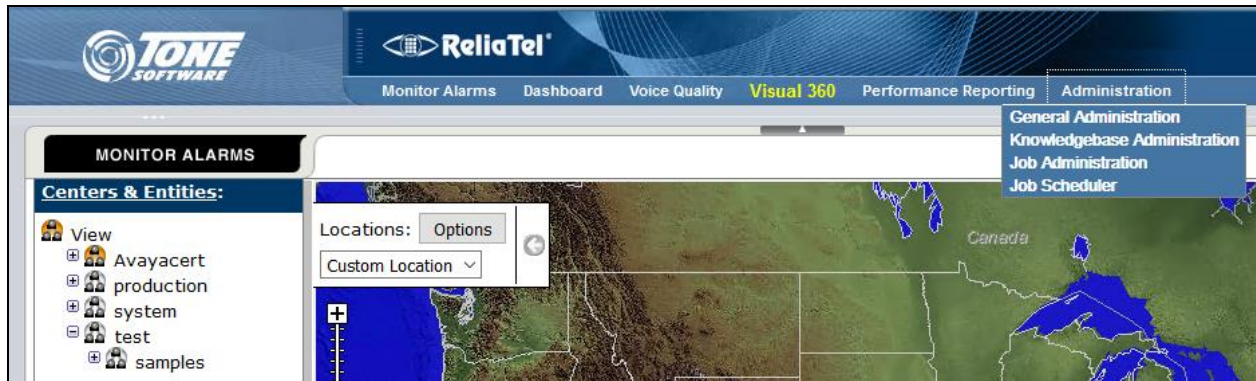 TONE
SOFTWARE
ReliaTel
Monitor Alarms Dashboard Voice Quality Visual 360 Performance Reporting Administration
General Administration
Knowledgebase Administration
Job Administration
Job Scheduler
MONITOR ALARMS
Centers & Entities:
View
Avayacert
production
system
test
samples
Locations: Options
Custom Location
Canada